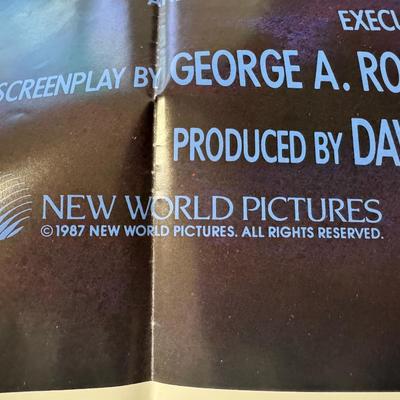 EXECU
SCREENPLAY BY GEORGE A. RO
PRODUCED BY DAV
NEW WORLD PICTURES
© 1987 NEW WORLD PICTURES. ALL RIGHTS RESERVED.